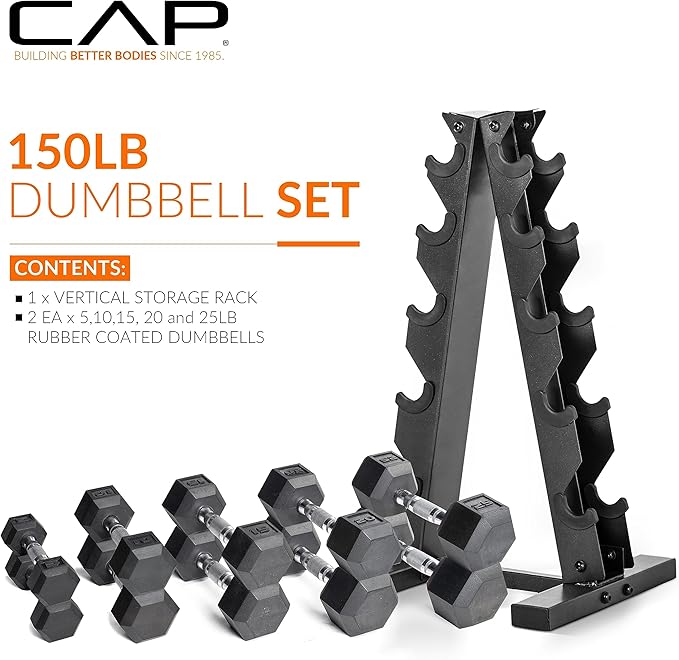 CAP®
BUILDING BETTER BODIES SINCE 1985.
150LB
DUMBBELL SET
CONTENTS:
▪ 1 x VERTICAL STORAGE RACK
▪ 2 EA x 5,10,15, 20 and 25LB
RUBBER COATED DUMBBELLS